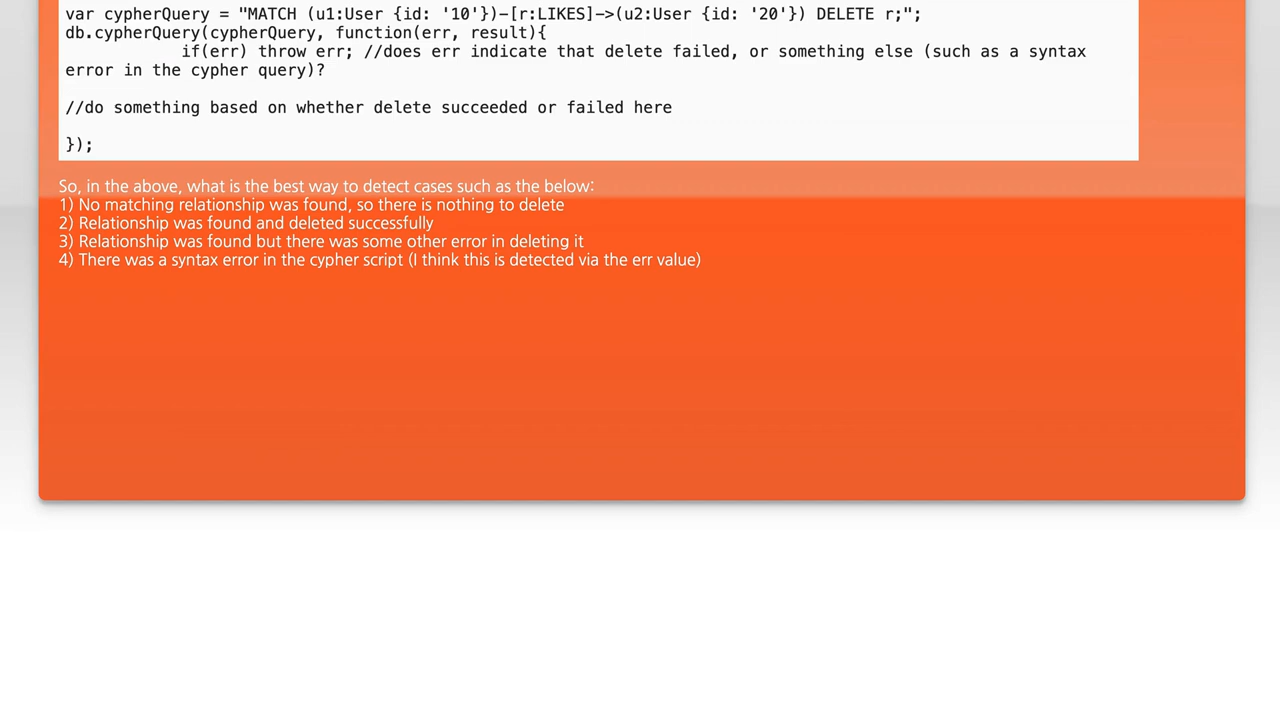 var cypherQuery = "MATCH (u1:User {id: '10'})-[r:LIKES]->(u2:User {id: '20'}) DELETE r;";
db.cypherQuery(cypherQuery, function(err, result){
            if(err) throw err; //does err indicate that delete failed, or something else (such as a syntax
error in the cypher query)?
//do something based on whether delete succeeded or failed here
});
So, in the above, what is the best way to detect cases such as the below:
1) No matching relationship was found, so there is nothing to delete
2) Relationship was found and deleted successfully
3) Relationship was found but there was some other error in deleting it
4) There was a syntax error in the cypher script (I think this is detected via the err value)